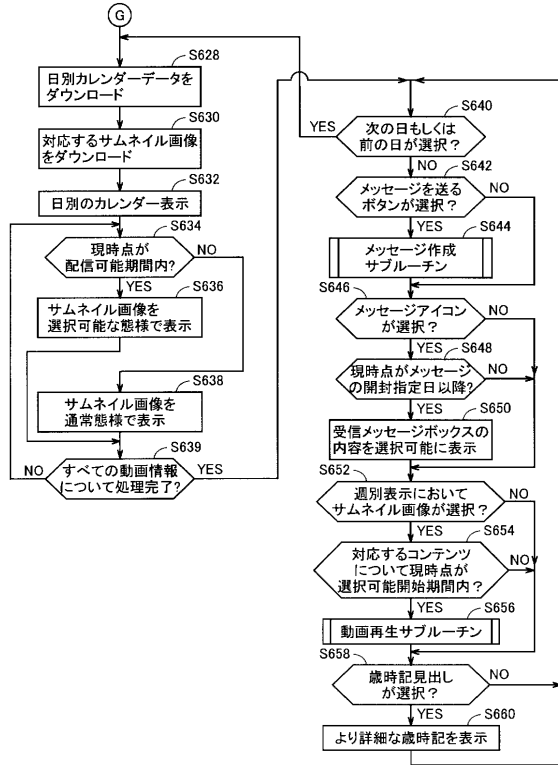 G
S628
日別カレンダーデータを
ダウンロード
S630
対応するサムネイル画像
をダウンロード
S632
日別のカレンダー表示
S634
現時点が
配信可能期間内?
NO
YES
S636
サムネイル画像を
選択可能な態様で表示
S638
サムネイル画像を
通常態様で表示
S639
NO
すべての動画情報
について処理完了?
YES
S640
YES
次の日もしくは
前の日が選択?
NO
S642
メッセージを送る
ボタンが選択?
NO
YES
S644
メッセージ作成
サブルーチン
S646
メッセージアイコン
が選択?
YES
S648
現時点がメッセージ
の開封指定日以降?
NO
YES
S650
受信メッセージボックスの
内容を選択可能に表示
S652
週別表示において
サムネイル画像が選択?
NO
YES
S654
対応するコンテンツ
について現時点が
選択可能開始期間内?
NO
YES
S656
動画再生サブルーチン
S658
歳時記見出し
が選択?
NO
YES
S660
より詳細な歳時記を表示